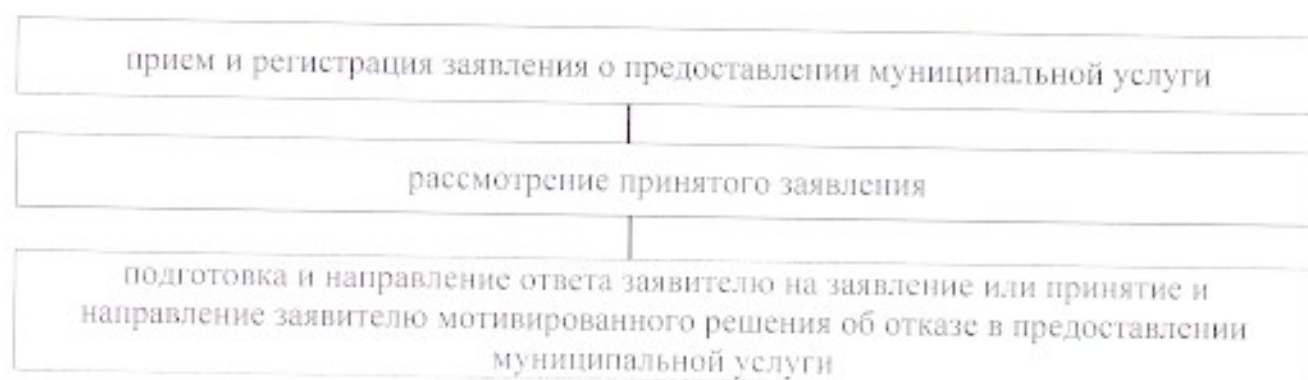 прием и регистрация заявления о предоставлении муниципальной услуги
рассмотрение принятого заявления
подготовка и направление ответа заявителю на заявление или принятие и
направление заявителю мотивированного решения об отказе в предоставлении
муниципальной услуги